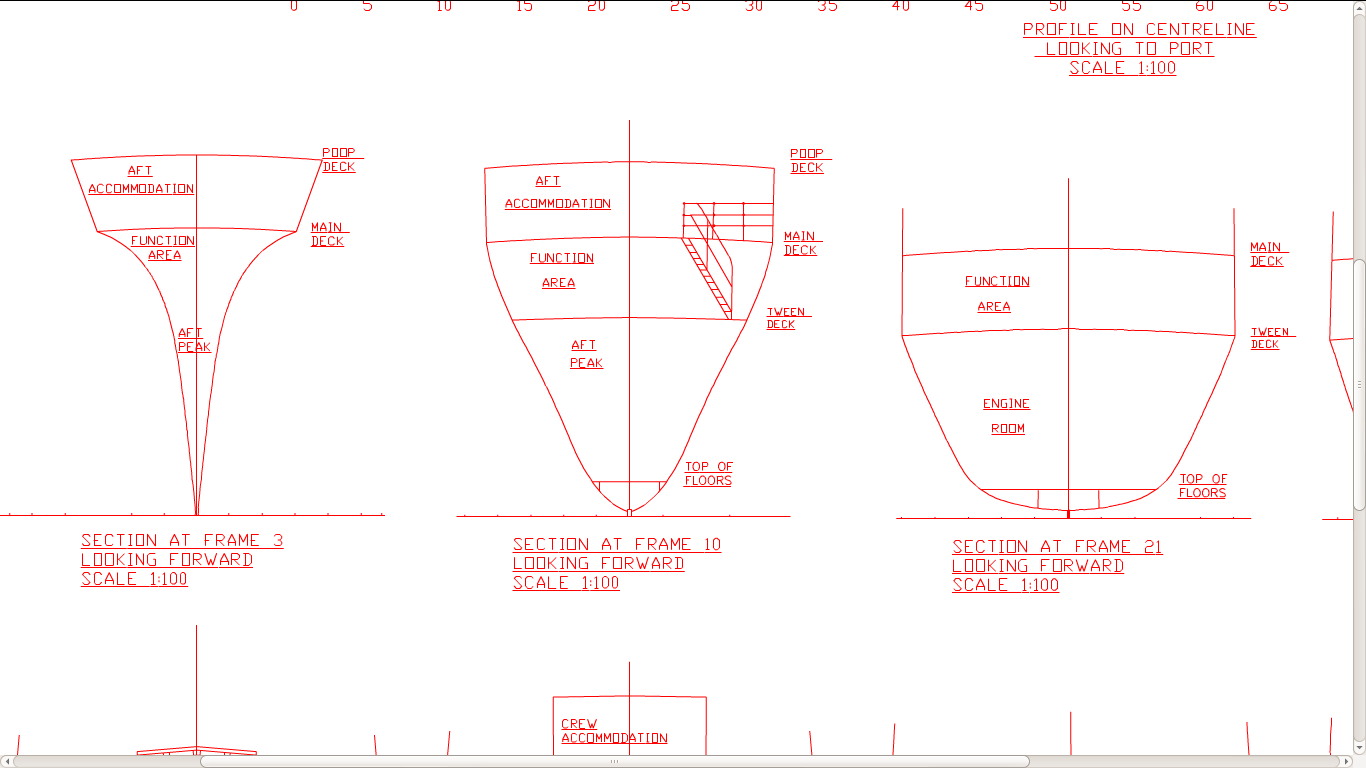 0 5 10 15 20 25 30 35 40 45 50 55 60 65
PROFILE ON CENTRELINE
LOOKING TO PORT
SCALE 1:100
POOP
DECK
AFT
ACCOMMODATION
MAIN
DECK
FUNCTION
AREA
AFT
PEAK
SECTION AT FRAME 3
LOOKING FORWARD
SCALE 1:100
POOP
DECK
AFT
ACCOMMODATION
MAIN
DECK
FUNCTION
AREA
TWEEN
DECK
AFT
PEAK
TOP OF
FLOORS
SECTION AT FRAME 10
LOOKING FORWARD
SCALE 1:100
MAIN
DECK
FUNCTION
AREA
TWEEN
DECK
ENGINE
ROOM
TOP OF
FLOORS
SECTION AT FRAME 21
LOOKING FORWARD
SCALE 1:100
CREW
ACCOMMODATION